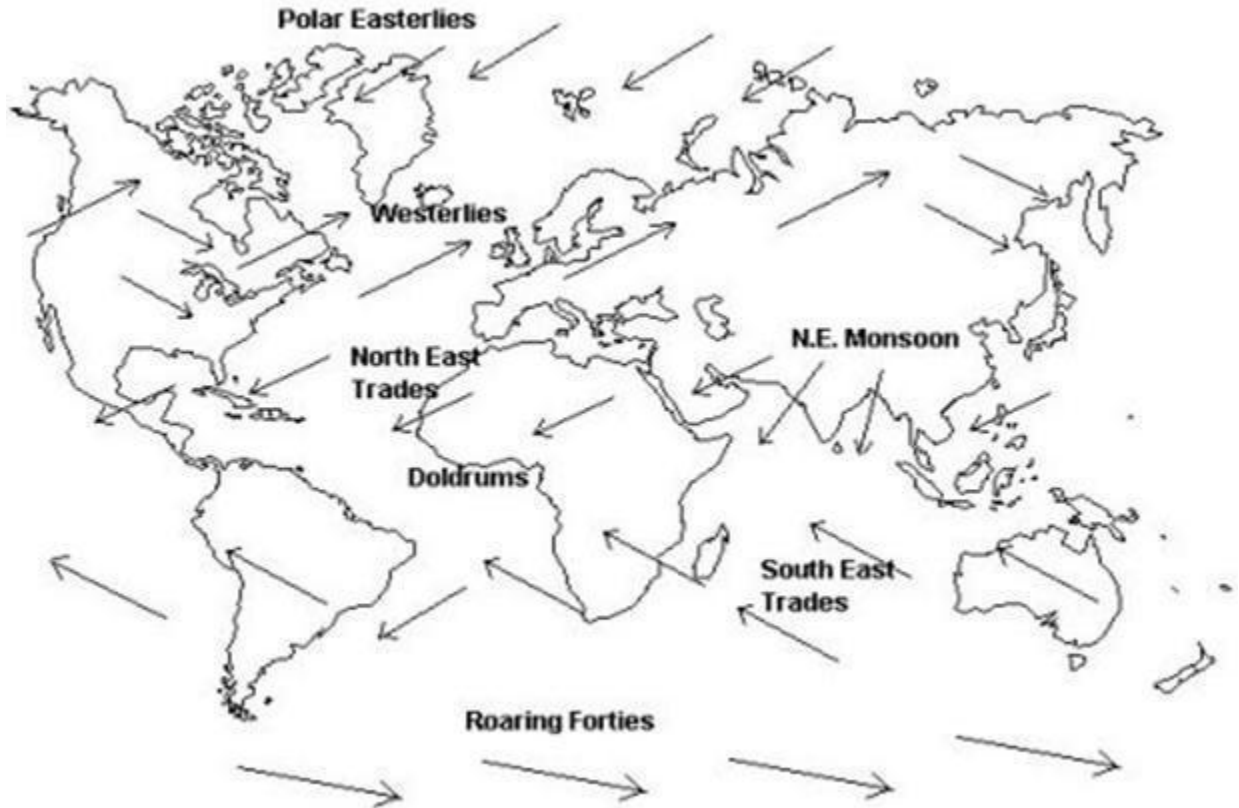 Polar Easterlies
Westerlies
North East
Trades
N.E. Monsoon
Doldrums
South East
Trades
Roaring Forties